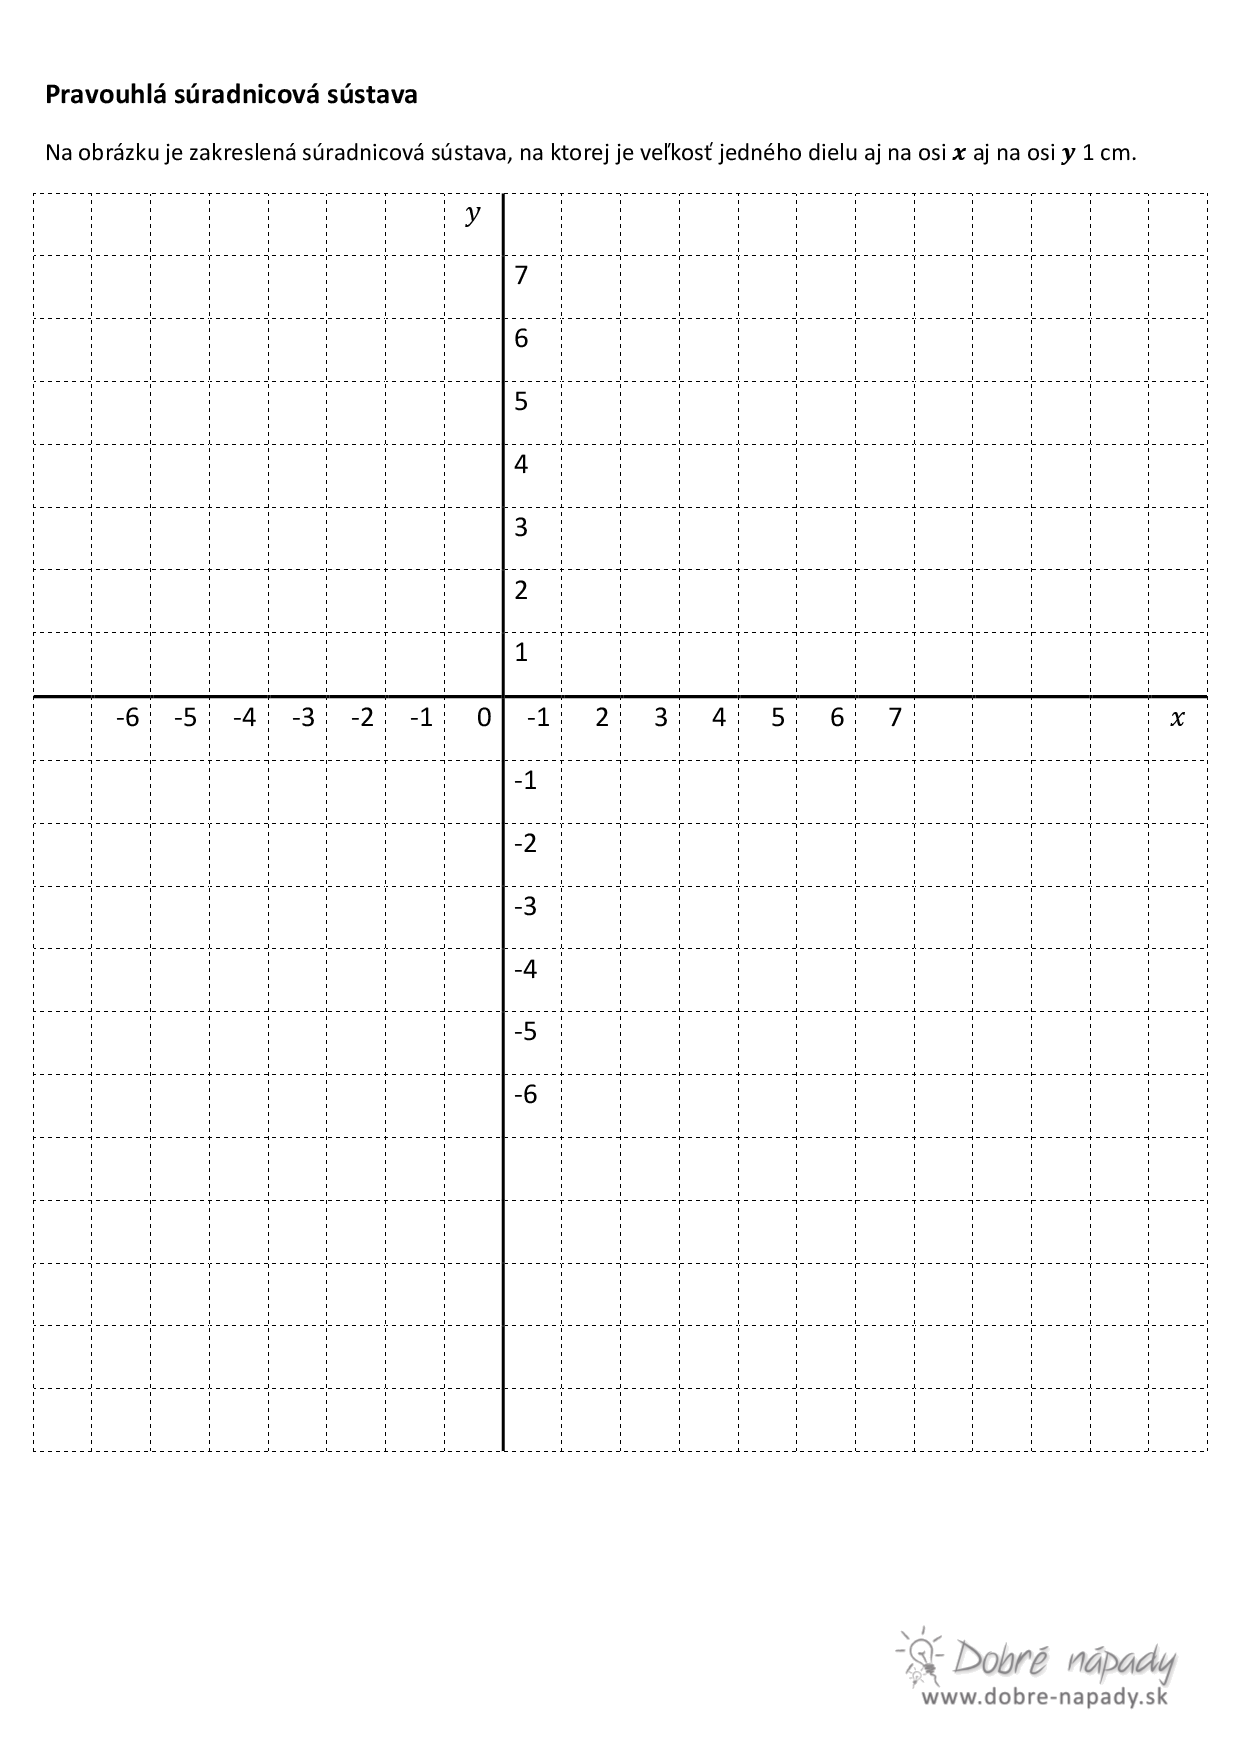 Pravouhlá súradnicová sústava
Na obrázku je zakreslená súradnicová sústava, na ktorej je veľkosť jedného dielu aj na osi x aj na osi y 1 cm.
y
7
6
5
4
3
2
1
-6 -5 -4 -3 -2 -1 0 -1 2 3 4 5 6 7 x
-1
-2
-3
-4
-5
-6
Dobré nápady
www.dobre-napady.sk